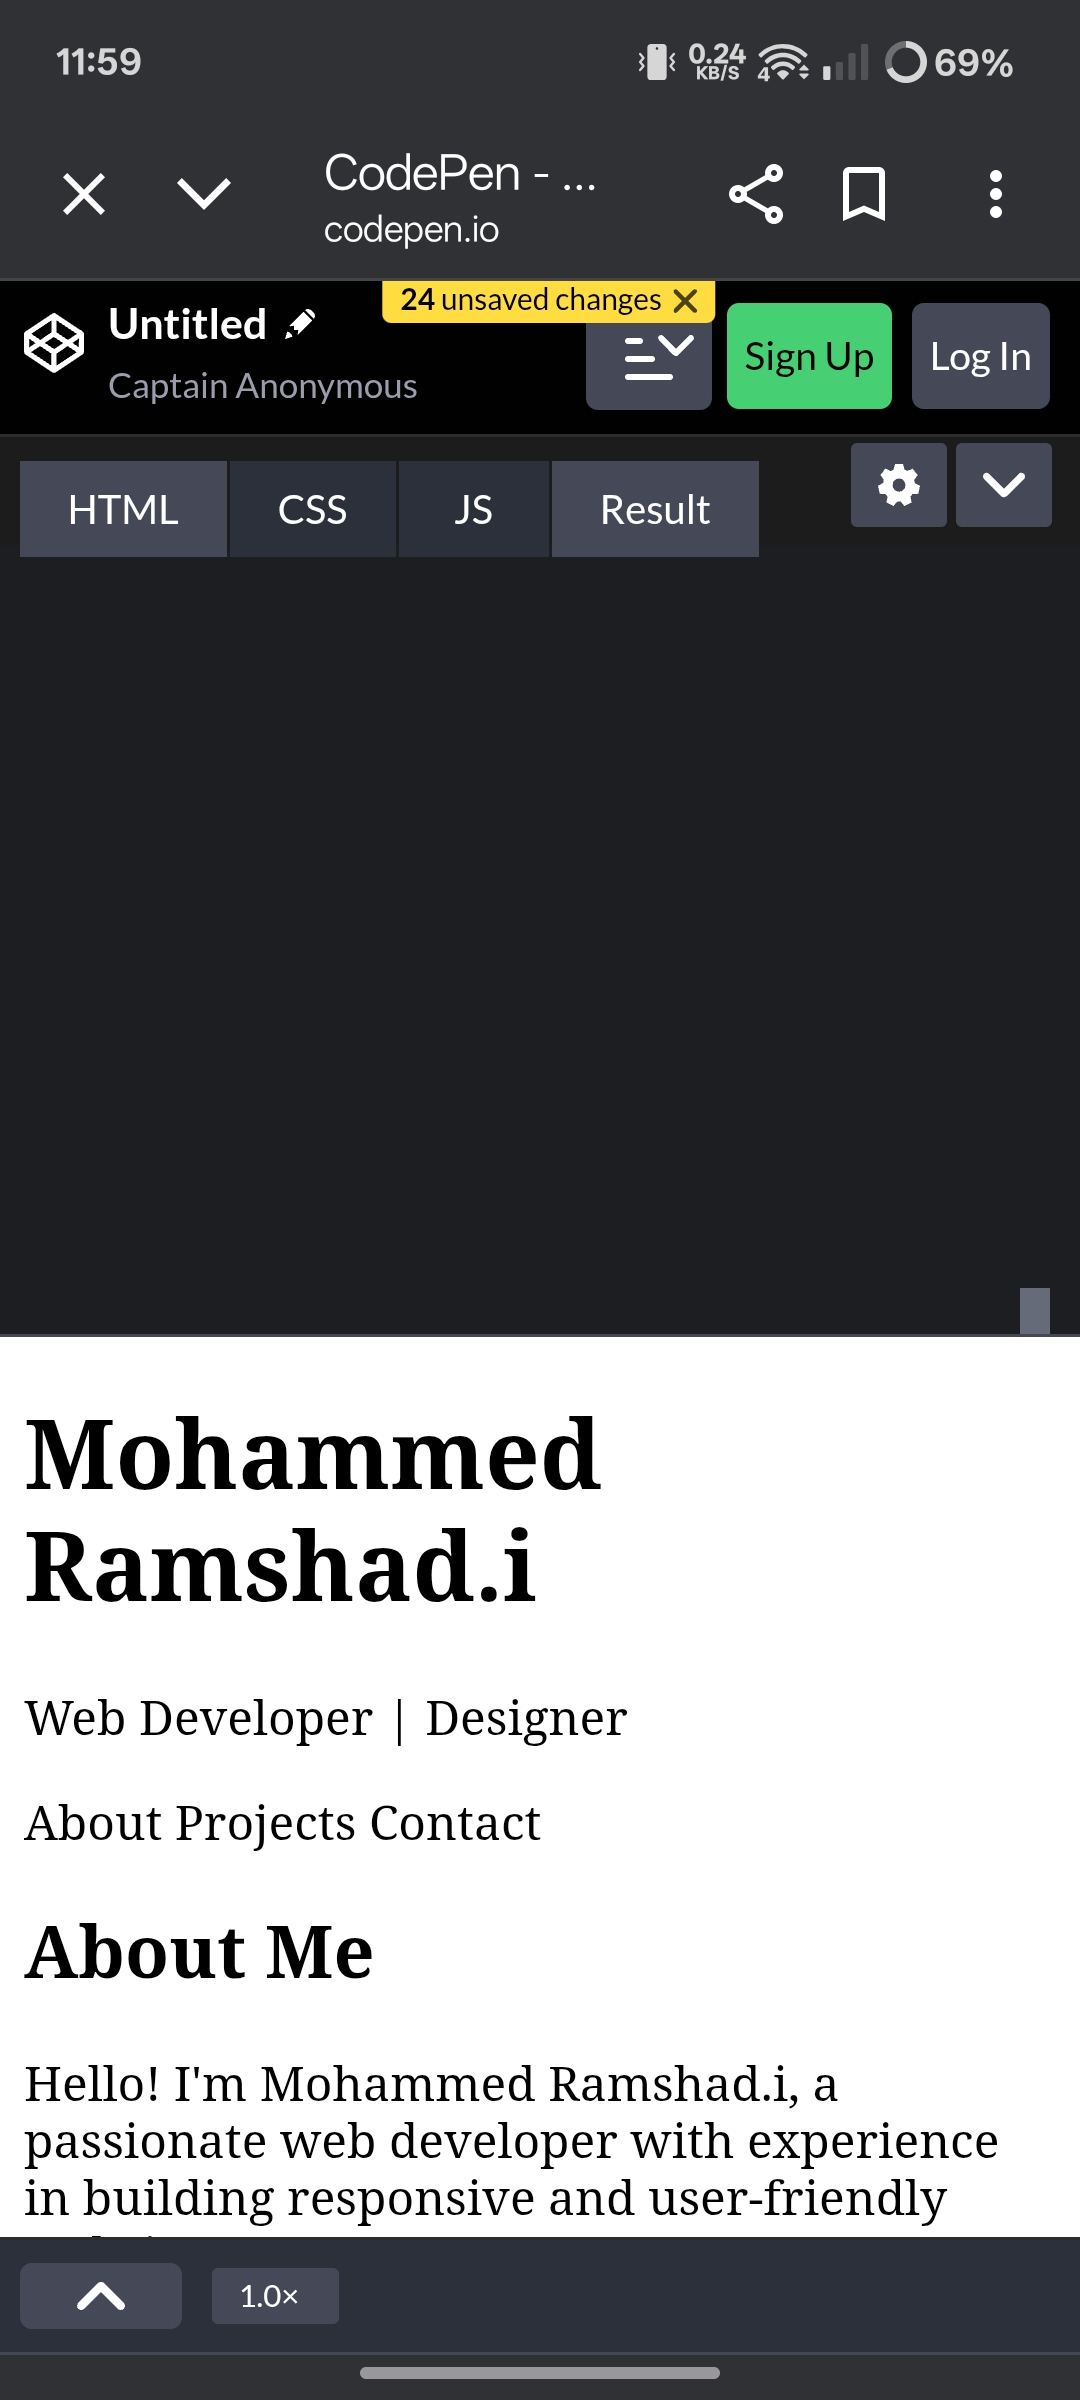 11:59
0.24
KB/S
4
69%
CodePen - ...
codepen.io
24 unsaved changes
Untitled
Captain Anonymous
Sign Up
Log In
HTML
CSS
JS
Result
Mohammed
Ramshad.i
Web Developer | Designer
About Projects Contact
About Me
Hello! I'm Mohammed Ramshad.i, a
passionate web developer with experience
in building responsive and user-friendly
1.0×